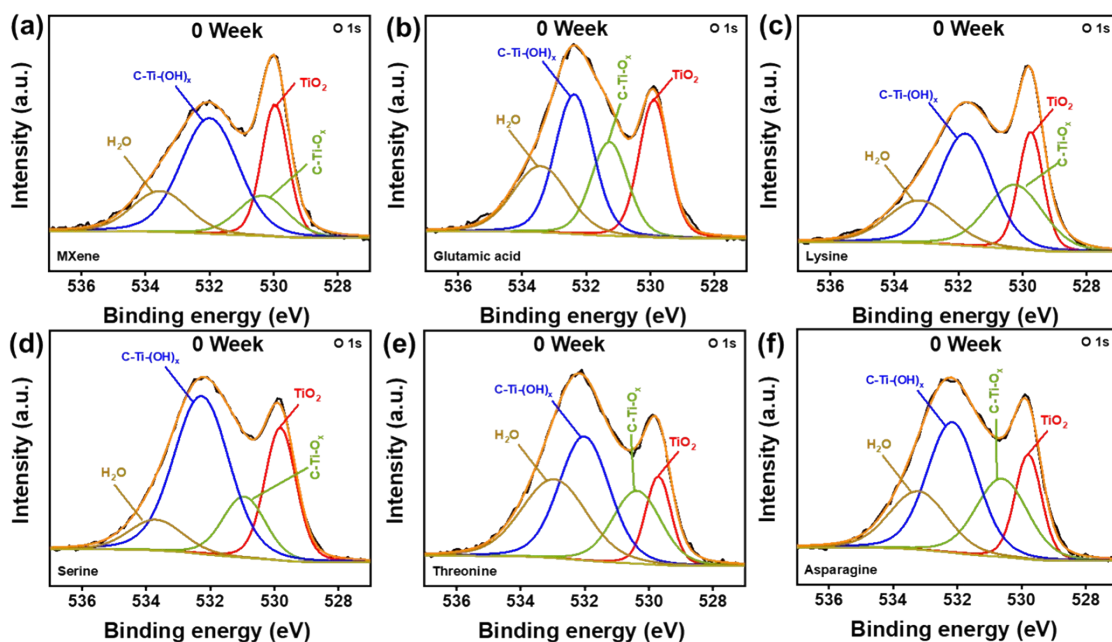 (a)
0 Week
O 1s
C-Ti-(OH)ₓ
TiO₂
H₂O
C-Ti-Oₓ
MXene
Intensity (a.u.)
536 534 532 530 528
Binding energy (eV)
(b)
0 Week
O 1s
C-Ti-(OH)ₓ
C-Ti-Oₓ
TiO₂
H₂O
Glutamic acid
Intensity (a.u.)
536 534 532 530 528
Binding energy (eV)
(c)
0 Week
O 1s
C-Ti-(OH)ₓ
TiO₂
C-Ti-Oₓ
H₂O
Lysine
Intensity (a.u.)
536 534 532 530 528
Binding energy (eV)
(d)
0 Week
O 1s
C-Ti-(OH)ₓ
TiO₂
C-Ti-Oₓ
H₂O
Serine
Intensity (a.u.)
536 534 532 530 528
Binding energy (eV)
(e)
0 Week
O 1s
C-Ti-(OH)ₓ
C-Ti-Oₓ
H₂O
TiO₂
Threonine
Intensity (a.u.)
536 534 532 530 528
Binding energy (eV)
(f)
0 Week
O 1s
C-Ti-(OH)ₓ
C-Ti-Oₓ
H₂O
TiO₂
Asparagine
Intensity (a.u.)
536 534 532 530 528
Binding energy (eV)